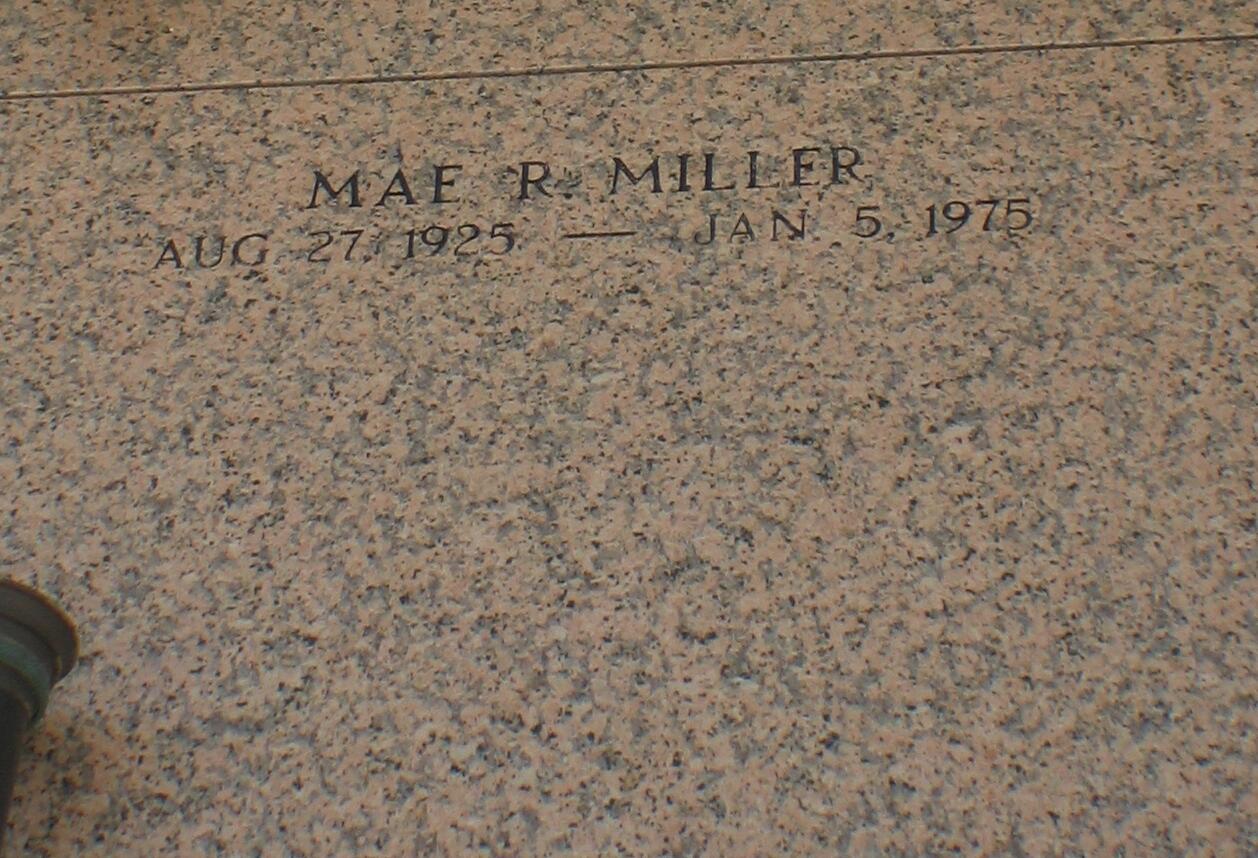 MAE R. MILLER
AUG 27, 1925 — JAN 5, 1975